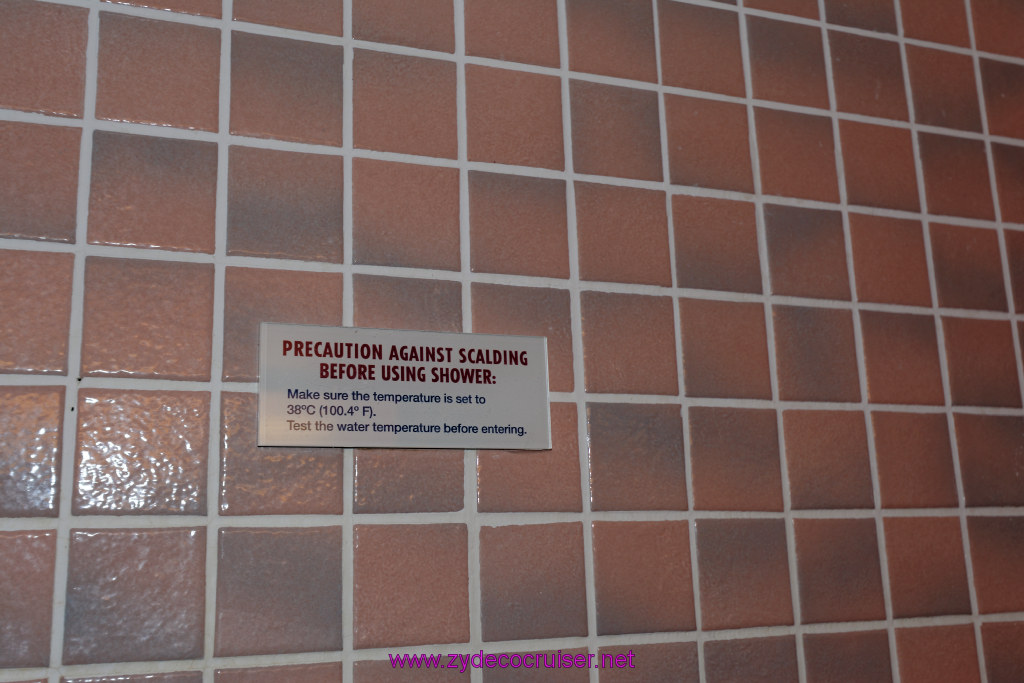 PRECAUTION AGAINST SCALDING
BEFORE USING SHOWER:
Make sure the temperature is set to
38ºC (100.4º F).
Test the water temperature before entering.
www.zydecocruiser.net